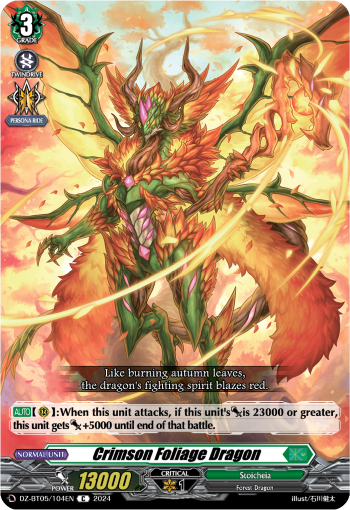 3
GRADE
TWINDRIVE
PERSONA RIDE
Like burning autumn leaves,
the dragon's fighting spirit blazes red.
AUTO【 】:When this unit attacks, if this unit's is 23000 or greater,
this unit gets +5000 until end of that battle.
NORMAL UNIT Crimson Foliage Dragon
POWER 13000 CRITICAL 1 Stoicheia
Forest Dragon
DZ-BT05/104EN C 2024 illust/石川健太